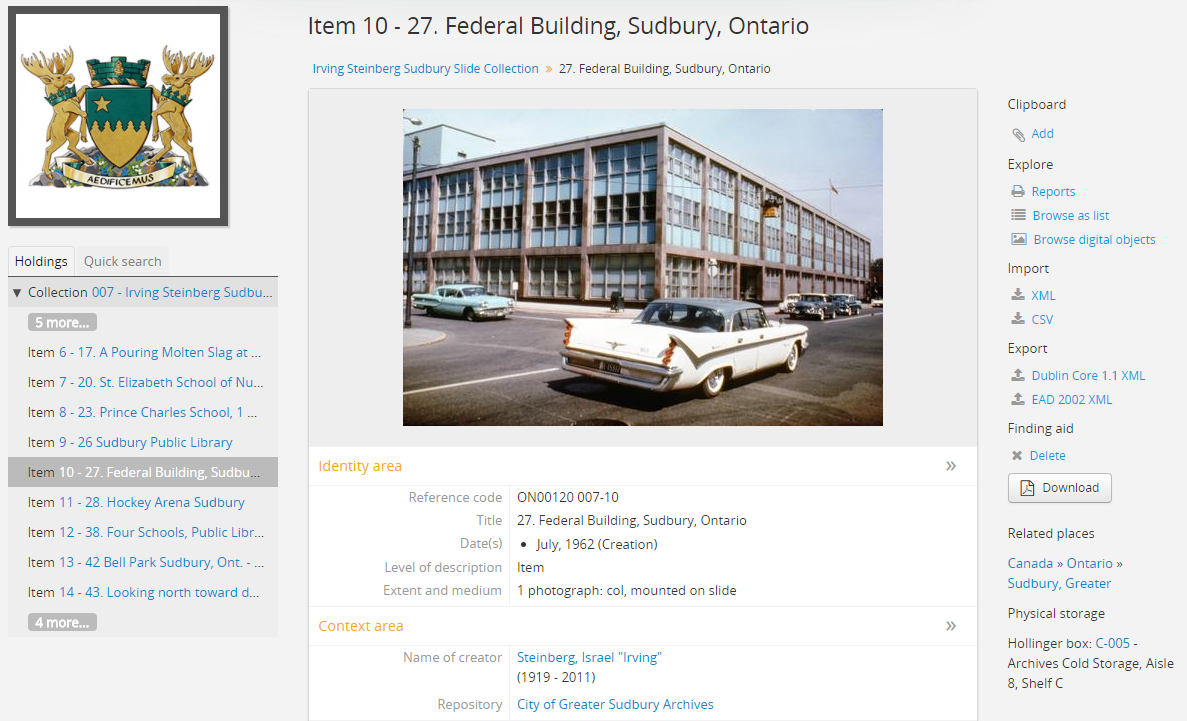 Item 10 - 27. Federal Building, Sudbury, Ontario
Irving Steinberg Sudbury Slide Collection » 27. Federal Building, Sudbury, Ontario
AEDIFICEMUS
Holdings
Quick search
▼ Collection 007 - Irving Steinberg Sudbu...
5 more...
Item 6 - 17. A Pouring Molten Slag at ...
Item 7 - 20. St. Elizabeth School of Nu...
Item 8 - 23. Prince Charles School, 1 ...
Item 9 - 26 Sudbury Public Library
Item 10 - 27. Federal Building, Sudbu...
Item 11 - 28. Hockey Arena Sudbury
Item 12 - 38. Four Schools, Public Libr...
Item 13 - 42 Bell Park Sudbury, Ont. - ...
Item 14 - 43. Looking north toward d...
4 more...
Identity area »
Reference code ON00120 007-10
Title 27. Federal Building, Sudbury, Ontario
Date(s) • July, 1962 (Creation)
Level of description Item
Extent and medium 1 photograph: col, mounted on slide
Context area »
Name of creator Steinberg, Israel "Irving"
(1919 - 2011)
Repository City of Greater Sudbury Archives
Clipboard
Add
Explore
Reports
Browse as list
Browse digital objects
Import
XML
CSV
Export
Dublin Core 1.1 XML
EAD 2002 XML
Finding aid
Delete
Download
Related places
Canada » Ontario »
Sudbury, Greater
Physical storage
Hollinger box: C-005 -
Archives Cold Storage, Aisle
8, Shelf C